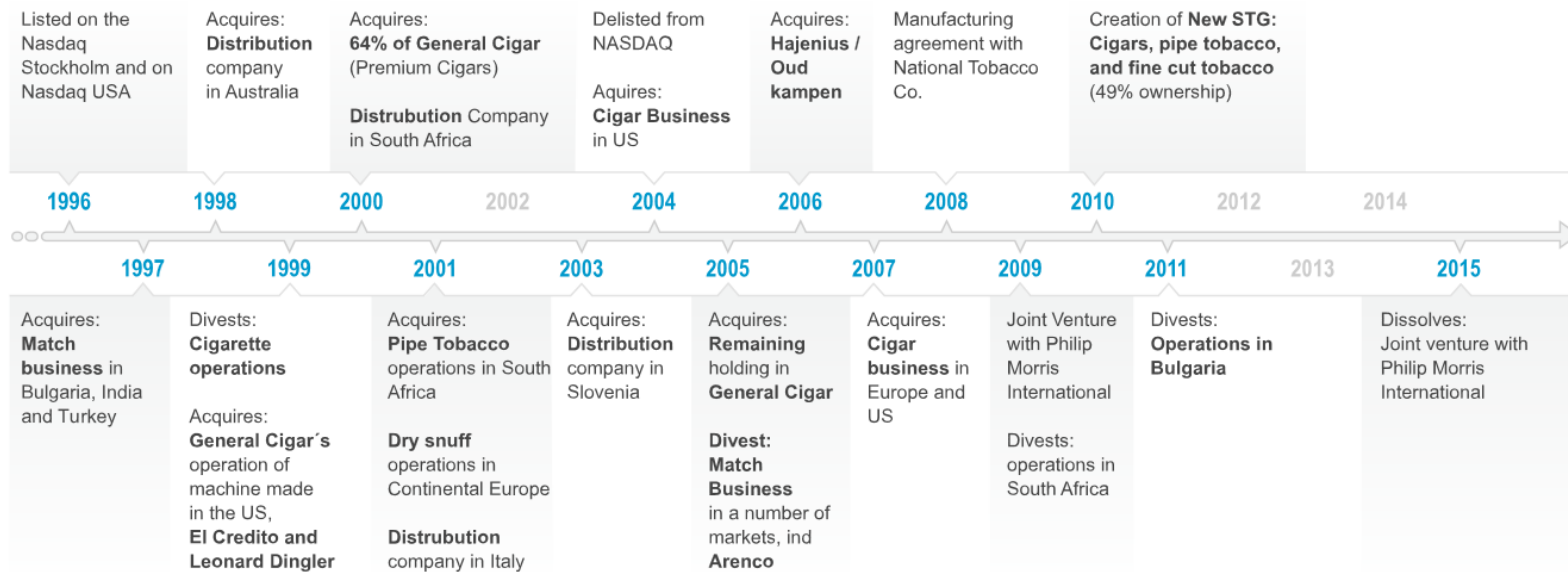 Listed on the
Nasdaq
Stockholm and on
Nasdaq USA
Acquires:
Distribution
company
in Australia
Acquires:
64% of General Cigar
(Premium Cigars)
Distrubution Company
in South Africa
Delisted from
NASDAQ
Aquires:
Cigar Business
in US
Acquires:
Hajenius /
Oud
kampen
Manufacturing
agreement with
National Tobacco
Co.
Creation of New STG:
Cigars, pipe tobacco,
and fine cut tobacco
(49% ownership)
1996 1998 2000 2002 2004 2006 2008 2010 2012 2014
1997 1999 2001 2003 2005 2007 2009 2011 2013 2015
Acquires:
Match
business in
Bulgaria, India
and Turkey
Divests:
Cigarette
operations
Acquires:
General Cigar´s
operation of
machine made
in the US,
El Credito and
Leonard Dingler
Acquires:
Pipe Tobacco
operations in South
Africa
Dry snuff
operations in
Continental Europe
Distrubution
company in Italy
Acquires:
Distribution
company in
Slovenia
Acquires:
Remaining
holding in
General Cigar
Divest:
Match
Business
in a number of
markets, ind
Arenco
Acquires:
Cigar
business in
Europe and
US
Joint Venture
with Philip
Morris
International
Divests:
operations in
South Africa
Divests:
Operations in
Bulgaria
Dissolves:
Joint venture with
Philip Morris
International